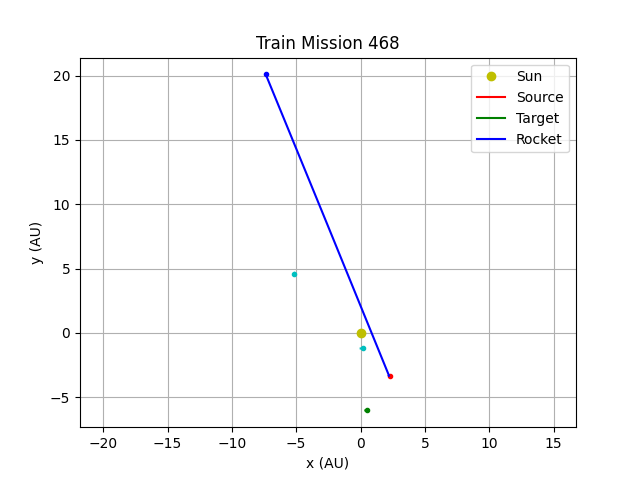 Train Mission 468
Sun
Source
Target
Rocket
20
15
10
5
0
−5
y (AU)
−20
−15
−10
−5
0
5
10
15
x (AU)